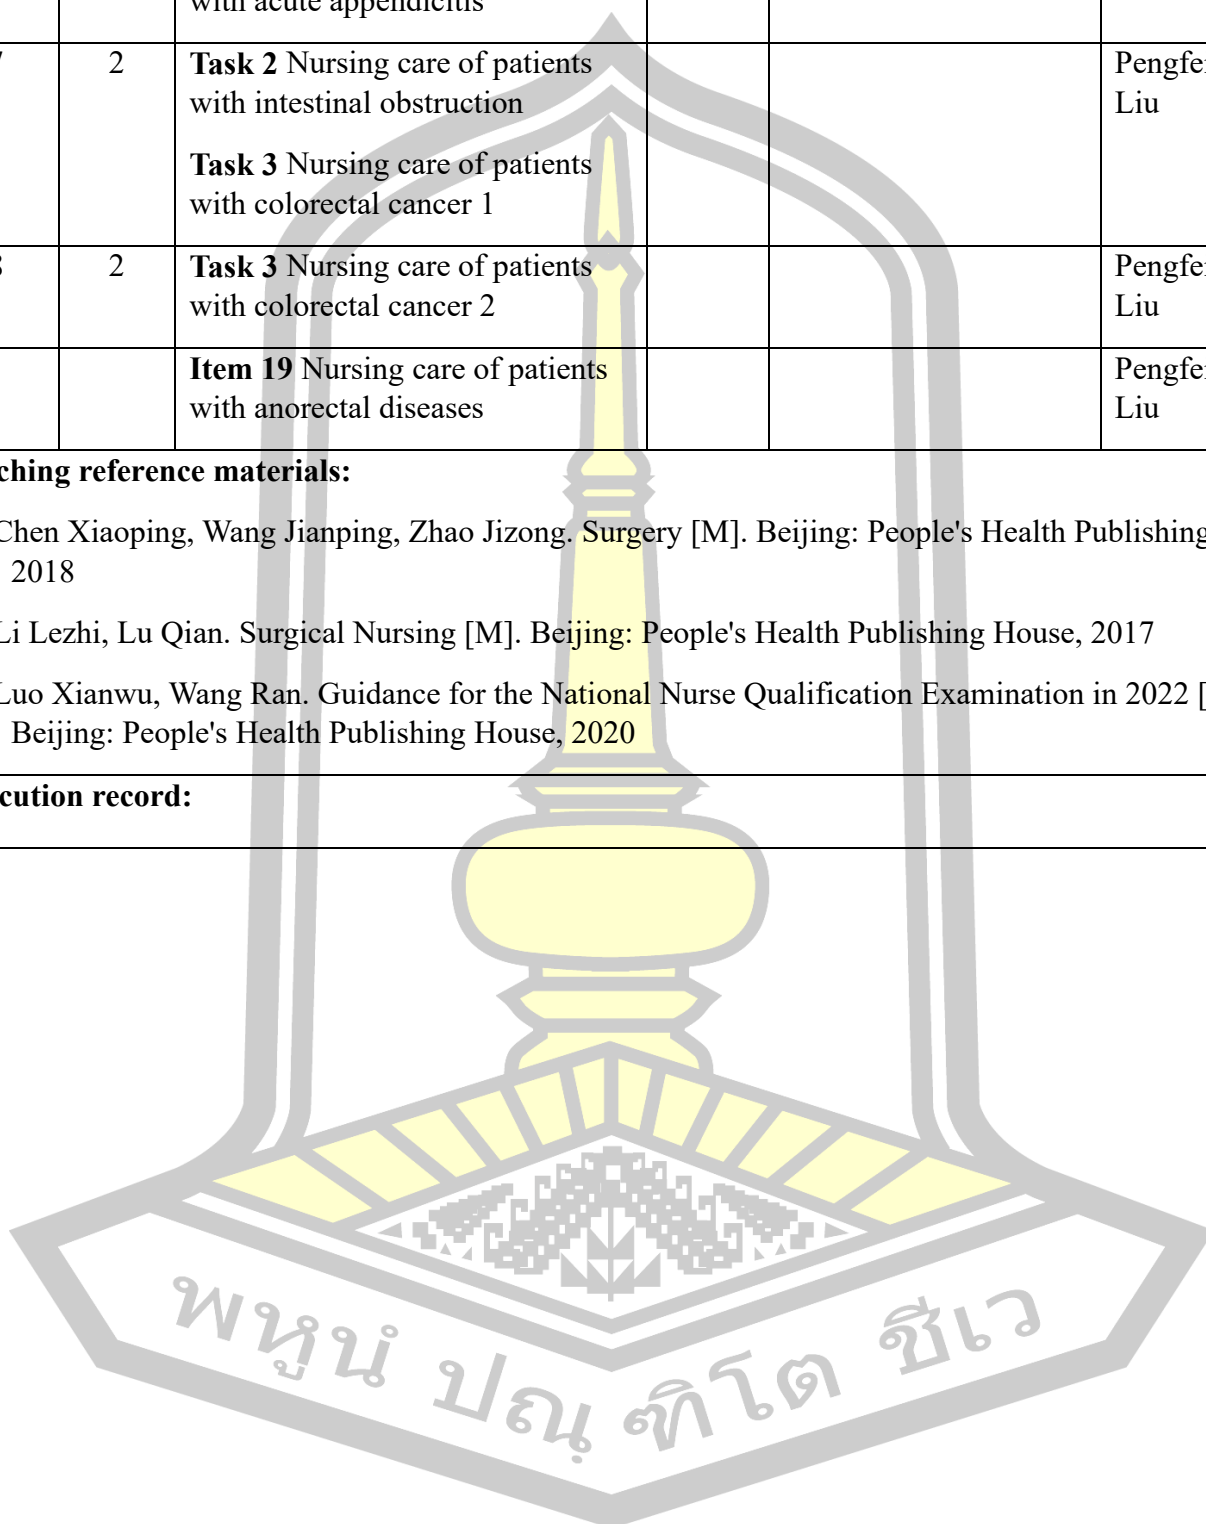 with acute appendicitis
2 Task 2 Nursing care of patients Pengfei
with intestinal obstruction Liu
Task 3 Nursing care of patients
with colorectal cancer 1
2 Task 3 Nursing care of patients Pengfei
with colorectal cancer 2 Liu
Item 19 Nursing care of patients Pengfei
with anorectal diseases Liu
ching reference materials:
Chen Xiaoping, Wang Jianping, Zhao Jizong. Surgery [M]. Beijing: People's Health Publishing
2018
Li Lezhi, Lu Qian. Surgical Nursing [M]. Beijing: People's Health Publishing House, 2017
Luo Xianwu, Wang Ran. Guidance for the National Nurse Qualification Examination in 2022 [
Beijing: People's Health Publishing House, 2020
cution record:
พหูนํ ปณฺฑิโต ชีเว